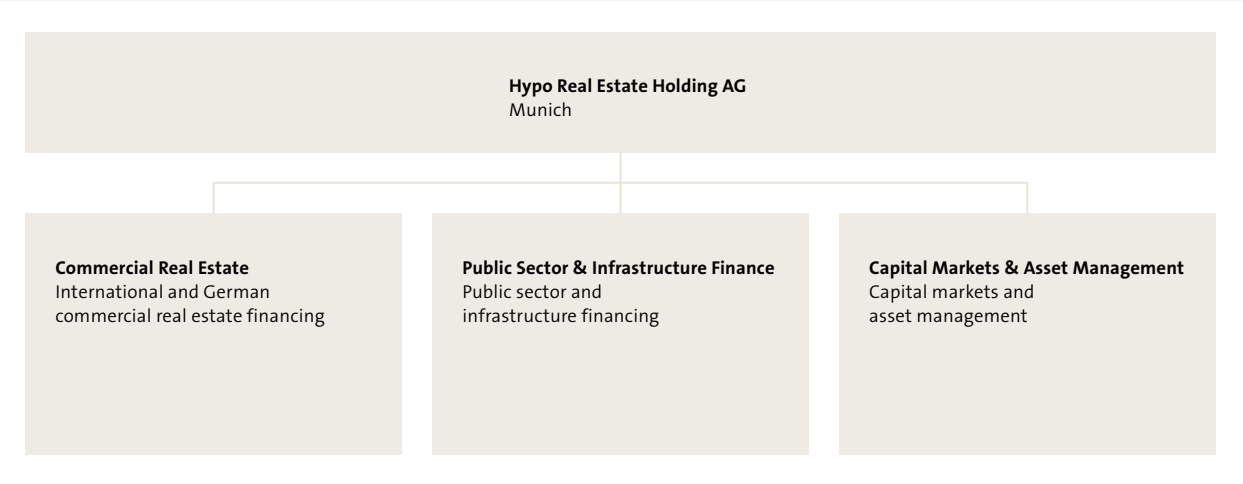 Hypo Real Estate Holding AG
Munich
Commercial Real Estate
International and German
commercial real estate financing
Public Sector & Infrastructure Finance
Public sector and
infrastructure financing
Capital Markets & Asset Management
Capital markets and
asset management